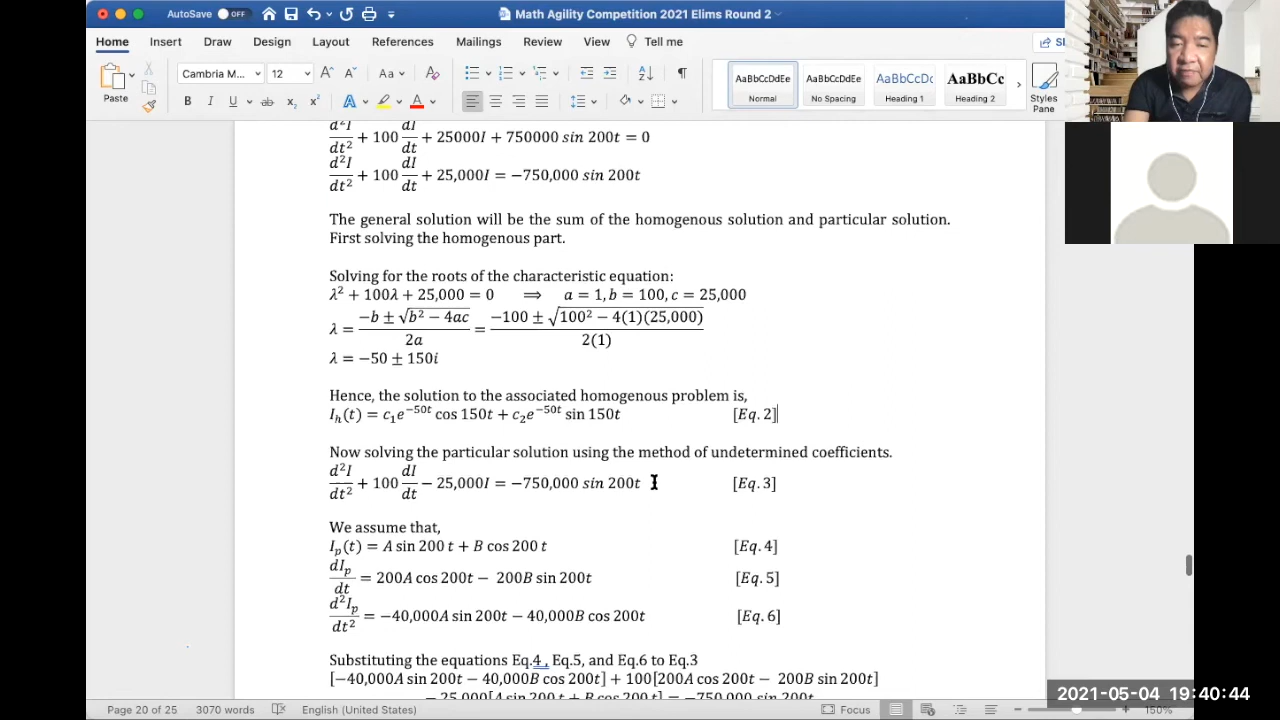 AutoSave OFF
Math Agility Competition 2021 Elims Round 2
Home Insert Draw Design Layout References Mailings Review View Tell me
Paste
Cambria M... 12
AaBbCcDdEe AaBbCcDdEe AaBbCcDc AaBbCc
Normal No Spacing Heading 1 Heading 2 Styles Pane
d²I/dt² + 100 dI/dt + 25000I + 750000 sin 200t = 0
d²I/dt² + 100 dI/dt + 25,000I = −750,000 sin 200t
The general solution will be the sum of the homogenous solution and particular solution.
First solving the homogenous part.
Solving for the roots of the characteristic equation:
λ² + 100λ + 25,000 = 0 ⟹ a = 1, b = 100, c = 25,000
λ = (−b ± √(b² − 4ac))/2a = (−100 ± √(100² − 4(1)(25,000)))/2(1)
λ = −50 ± 150i
Hence, the solution to the associated homogenous problem is,
I_h(t) = c₁e^(−50t) cos 150t + c₂e^(−50t) sin 150t [Eq. 2]
Now solving the particular solution using the method of undetermined coefficients.
d²I/dt² + 100 dI/dt − 25,000I = −750,000 sin 200t [Eq. 3]
We assume that,
I_p(t) = A sin 200 t + B cos 200 t [Eq. 4]
dI_p/dt = 200A cos 200t − 200B sin 200t [Eq. 5]
d²I_p/dt² = −40,000A sin 200t − 40,000B cos 200t [Eq. 6]
Substituting the equations Eq.4 , Eq.5, and Eq.6 to Eq.3
[−40,000A sin 200t − 40,000B cos 200t] + 100[200A cos 200t − 200B sin 200t]
− 25,000[A sin 200 t + B cos 200 t] = −750,000 sin 200t
Page 20 of 25 3070 words English (United States) Focus 150%
2021-05-04 19:40:44